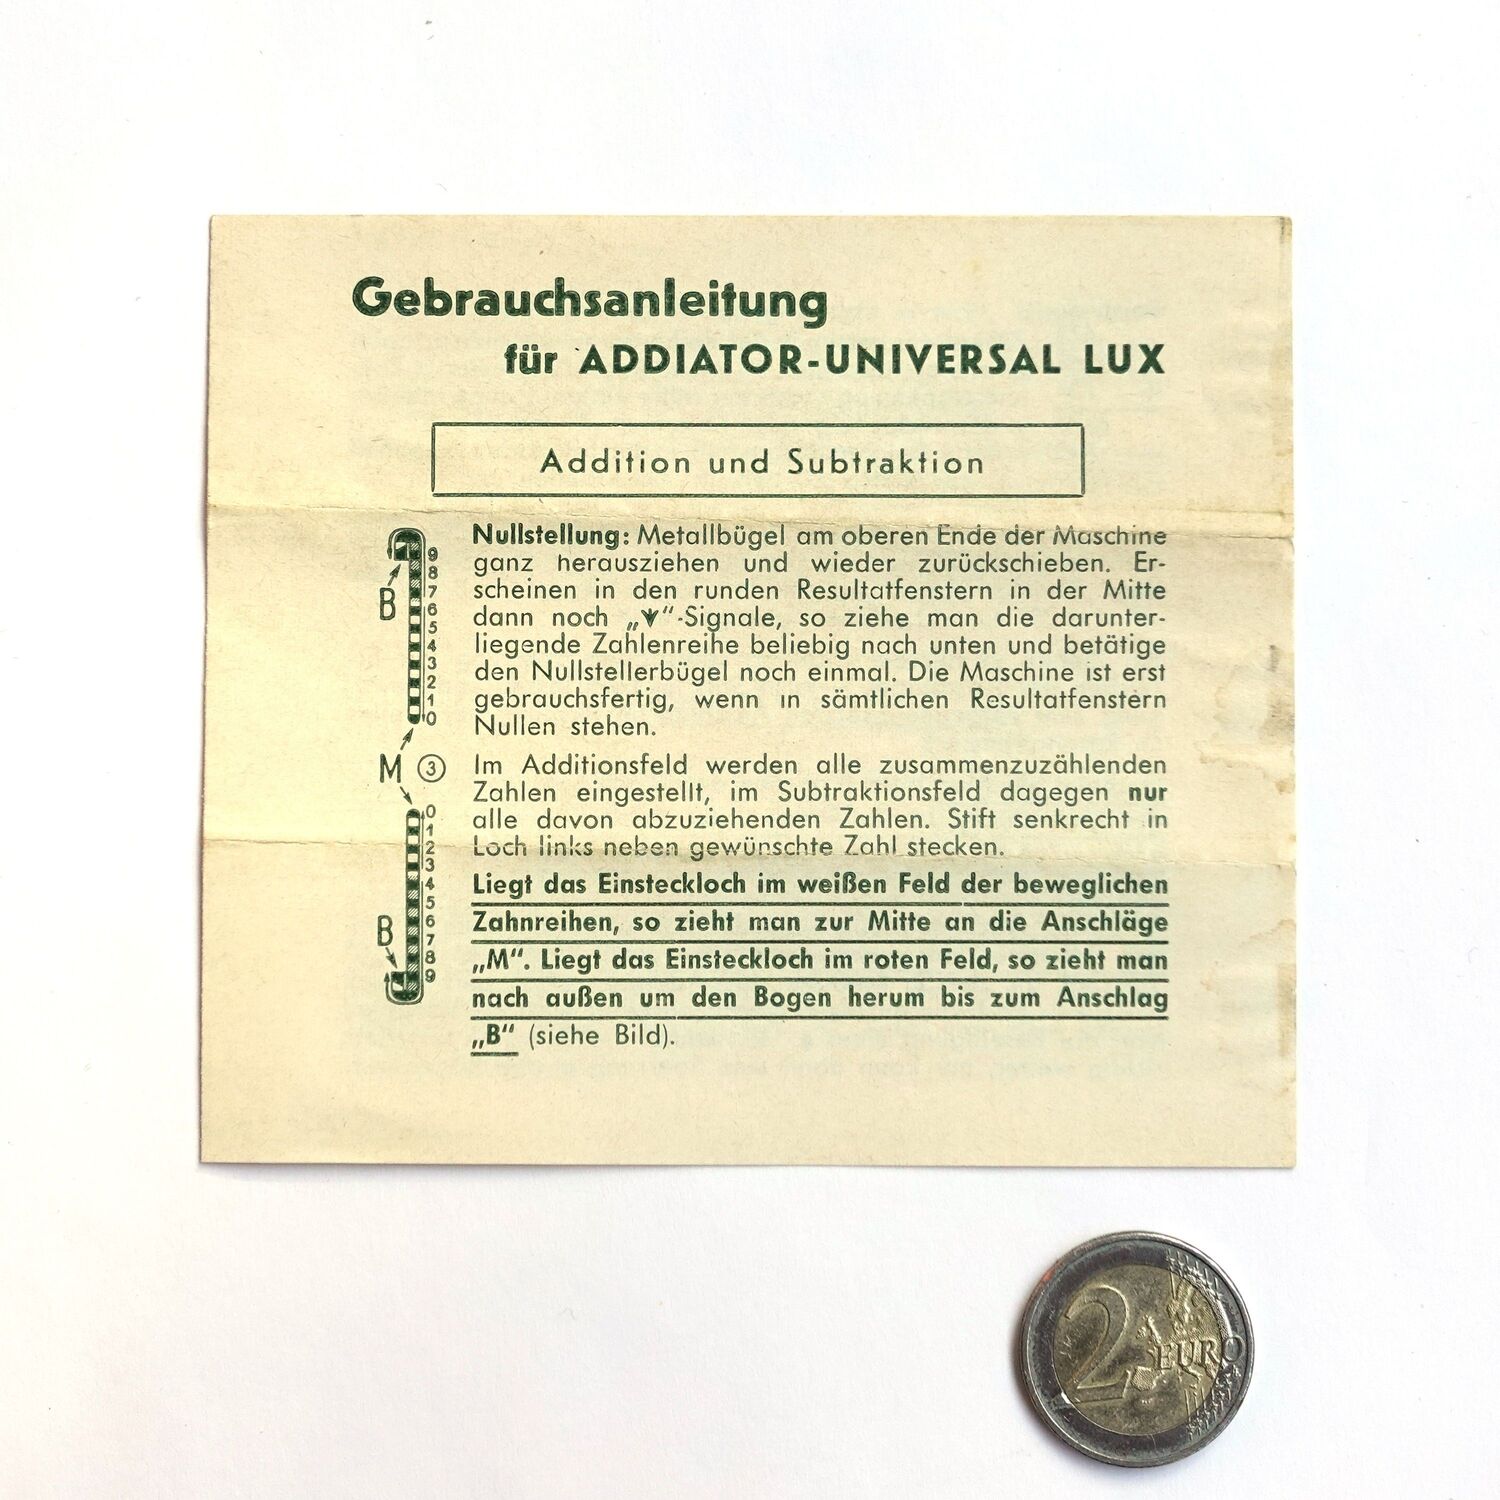 Gebrauchsanleitung
für ADDIATOR-UNIVERSAL LUX
Addition und Subtraktion
Nullstellung: Metallbügel am oberen Ende der Maschine
ganz herausziehen und wieder zurückschieben. Er-
scheinen in den runden Resultatfenstern in der Mitte
dann noch „“-Signale, so ziehe man die darunter-
liegende Zahlenreihe beliebig nach unten und betätige
den Nullstellerbügel noch einmal. Die Maschine ist erst
gebrauchsfertig, wenn in sämtlichen Resultatfenstern
Nullen stehen.
Im Additionsfeld werden alle zusammenzuzählenden
Zahlen eingestellt, im Subtraktionsfeld dagegen nur
alle davon abzuziehenden Zahlen. Stift senkrecht in
Loch links neben gewünschte Zahl stecken.
Liegt das Einsteckloch im weißen Feld der beweglichen
Zahnreihen, so zieht man zur Mitte an die Anschläge
„M“. Liegt das Einsteckloch im roten Feld, so zieht man
nach außen um den Bogen herum bis zum Anschlag
„B“ (siehe Bild).
B
9
8
7
6
5
4
3
2
1
0
M 3
0
1
2
3
4
5
6
7
8
9
B
2 EURO